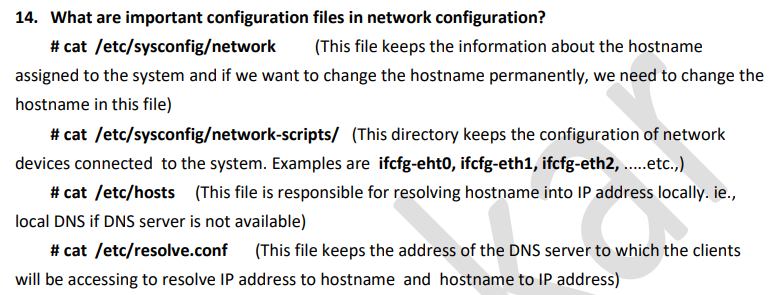 14. What are important configuration files in network configuration?
# cat /etc/sysconfig/network (This file keeps the information about the hostname
assigned to the system and if we want to change the hostname permanently, we need to change the
hostname in this file)
# cat /etc/sysconfig/network-scripts/ (This directory keeps the configuration of network
devices connected to the system. Examples are ifcfg-eht0, ifcfg-eth1, ifcfg-eth2, .....etc.,)
# cat /etc/hosts (This file is responsible for resolving hostname into IP address locally. ie.,
local DNS if DNS server is not available)
# cat /etc/resolve.conf (This file keeps the address of the DNS server to which the clients
will be accessing to resolve IP address to hostname and hostname to IP address)
kar